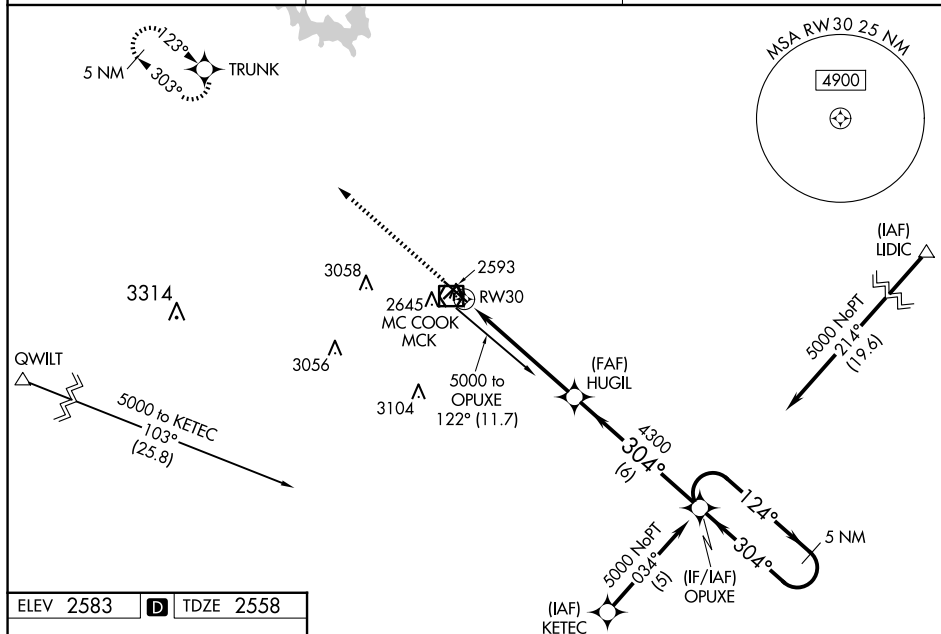 123°
303°
5 NM
TRUNK
MSA RW30 25 NM
4900
(IAF)
LIDIC
5000 NoPT
214°
(19.6)
3314
3058
2593
2645
RW30
MC COOK
MCK
3056
3104
5000 to
OPUXE
122° (11.7)
QWILT
5000 to KETEC
103°
(25.8)
(FAF)
HUGIL
4300
304°
(6)
124°
304°
5 NM
5000 NoPT
034°
(5)
(IF/IAF)
OPUXE
(IAF)
KETEC
ELEV 2583 D TDZE 2558